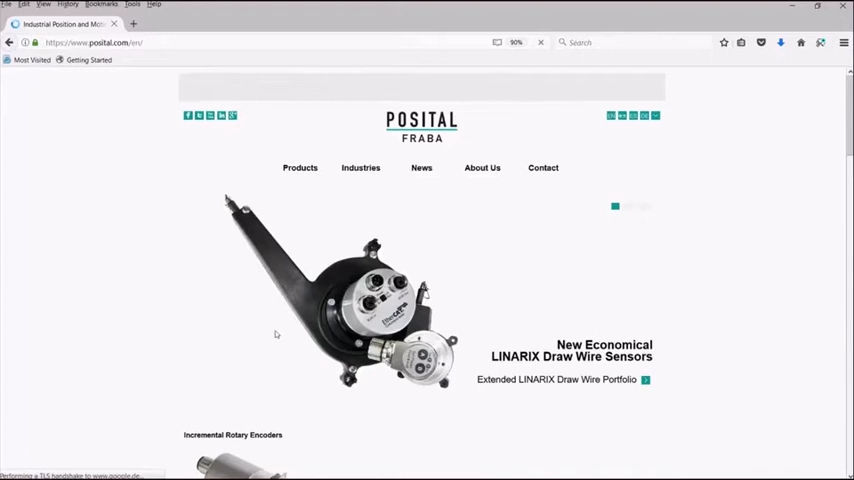 File Edit View History Bookmarks Tools Help
Industrial Position and Mot
https://www.posital.com/en/
90%
Search
Most Visited
Getting Started
POSITAL
FRABA
Products Industries News About Us Contact
New Economical
LINARIX Draw Wire Sensors
Extended LINARIX Draw Wire Portfolio
Incremental Rotary Encoders
Performing a TLS handshake to www.google.de...